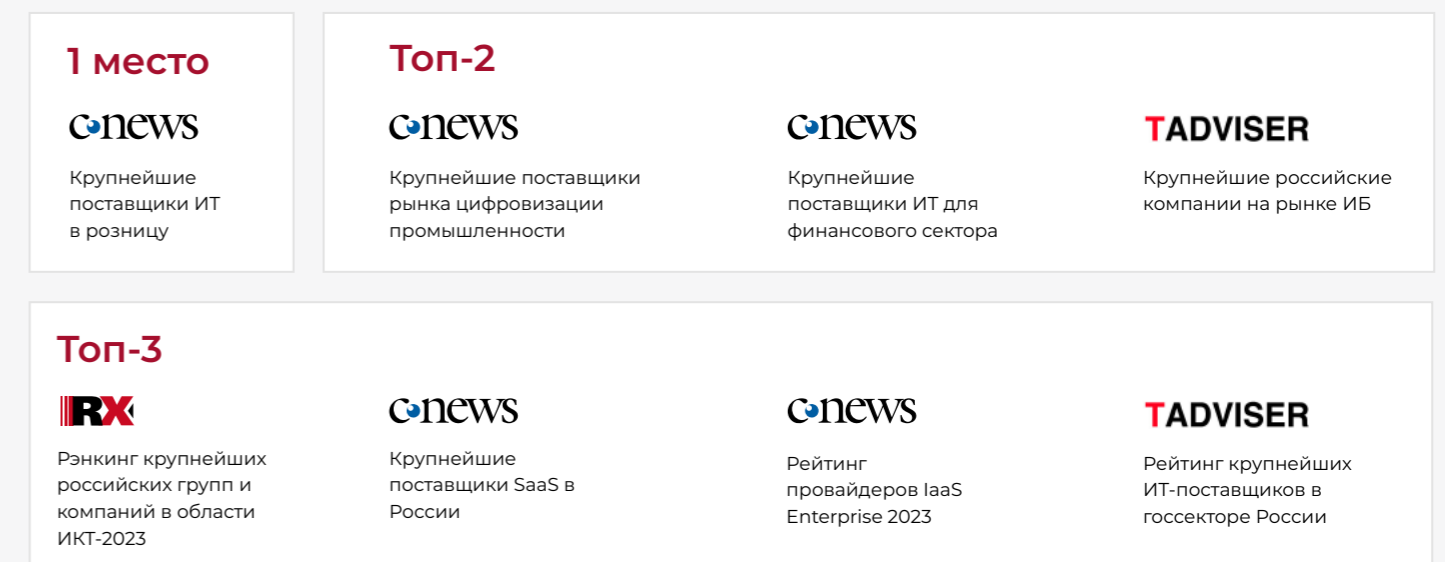 1 место
cnews
Крупнейшие
поставщики ИТ
в розницу
Топ-2
cnews
Крупнейшие поставщики
рынка цифровизации
промышленности
cnews
Крупнейшие
поставщики ИТ для
финансового сектора
TADVISER
Крупнейшие российские
компании на рынке ИБ
Топ-3
RX
Рэнкинг крупнейших
российских групп и
компаний в области
ИКТ-2023
cnews
Крупнейшие
поставщики SaaS в
России
cnews
Рейтинг
провайдеров IaaS
Enterprise 2023
TADVISER
Рейтинг крупнейших
ИТ-поставщиков в
госсекторе России